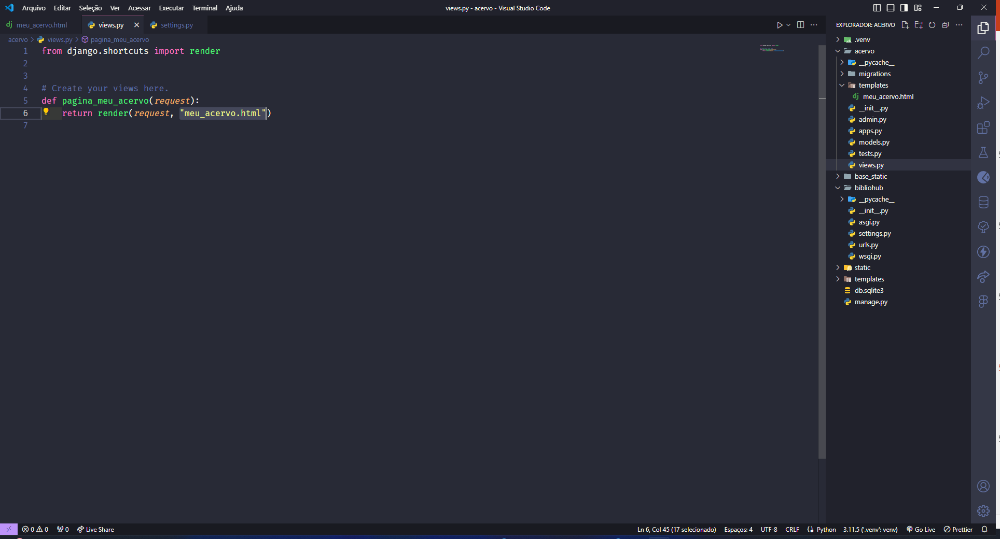 Arquivo Editar Seleção Ver Acessar Executar Terminal Ajuda
views.py - acervo - Visual Studio Code
meu_acervo.html
views.py
settings.py
acervo > views.py > pagina_meu_acervo
1 from django.shortcuts import render
2
3
4 # Create your views here.
5 def pagina_meu_acervo(request):
6 return render(request, "meu_acervo.html")
7
EXPLORADOR: ACERVO
.venv
acervo
__pycache__
migrations
templates
meu_acervo.html
__init__.py
admin.py
apps.py
models.py
tests.py
views.py
base_static
bibliohub
__pycache__
__init__.py
asgi.py
settings.py
urls.py
wsgi.py
static
templates
db.sqlite3
manage.py
0 0 0 Live Share
Ln 6, Col 45 (17 selecionado) Espaços: 4 UTF-8 CRLF Python 3.11.5 ('.venv': venv) Go Live Prettier